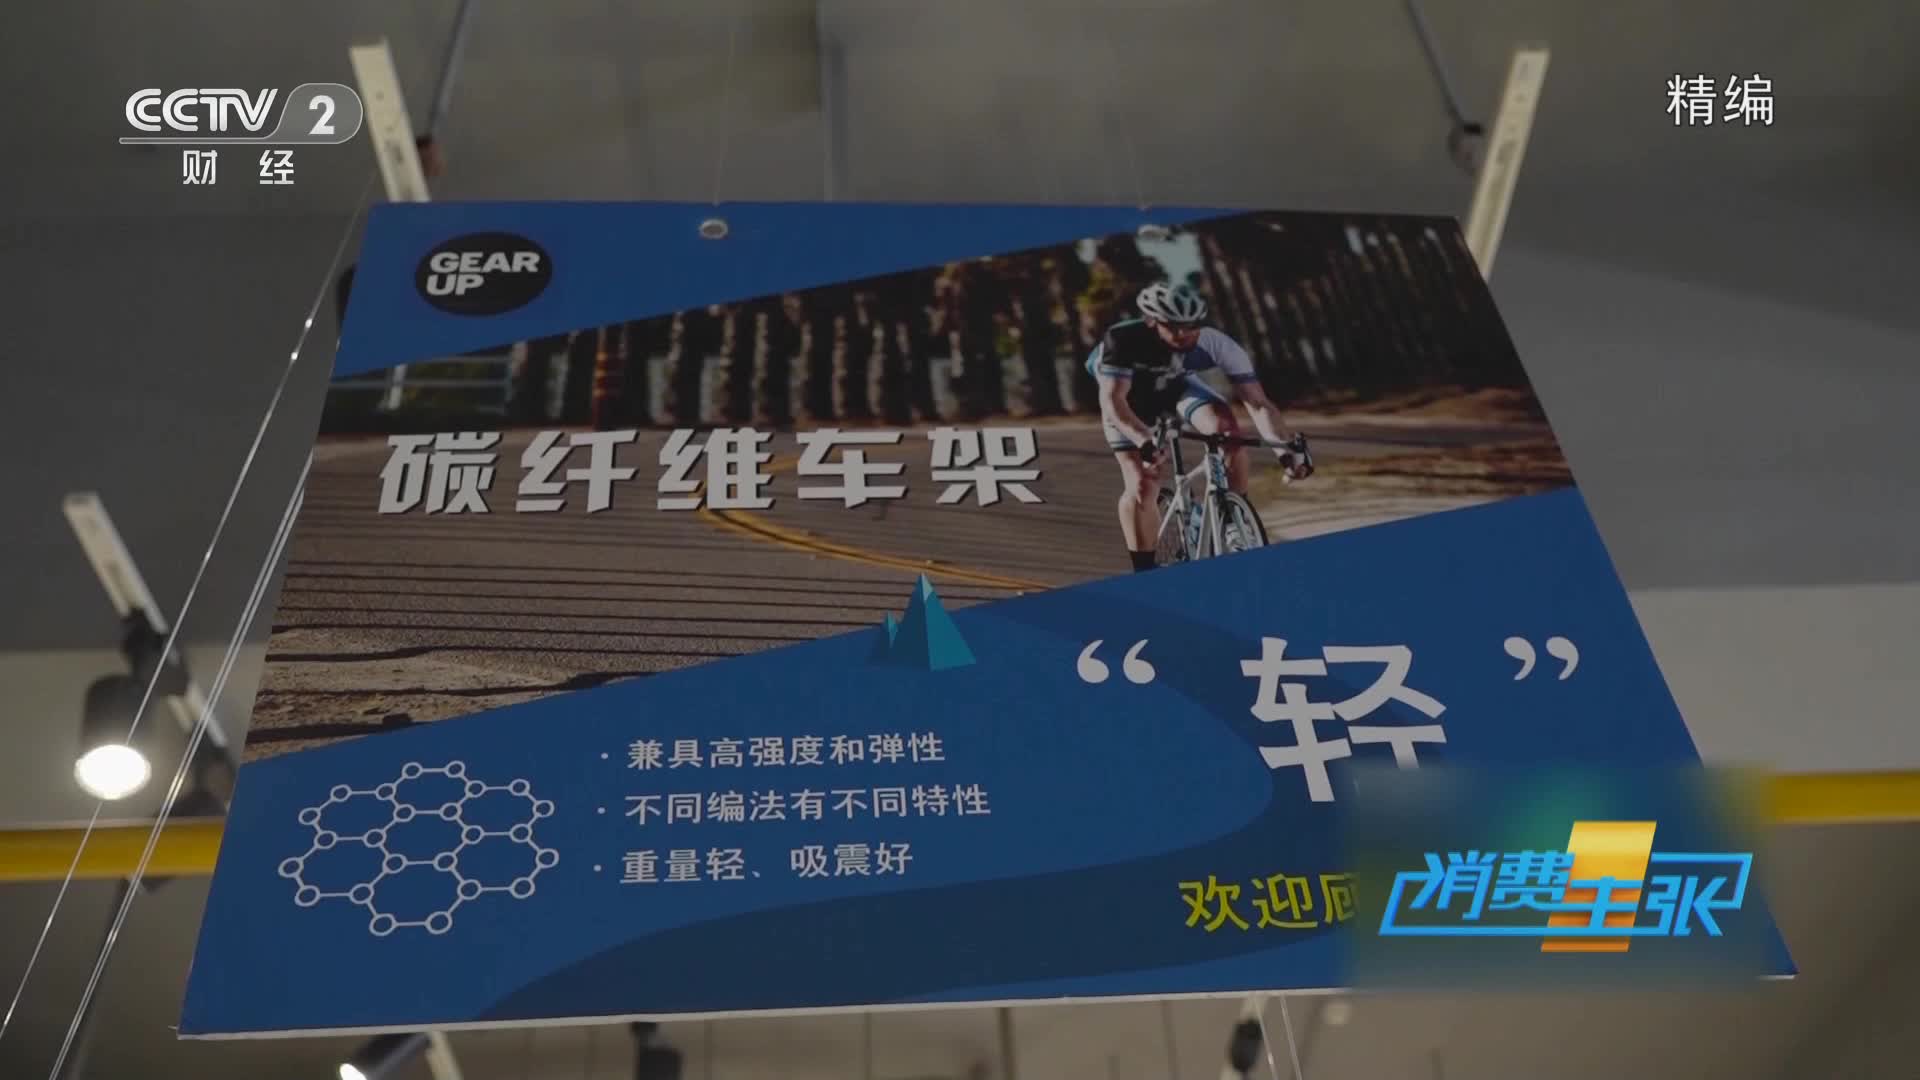 CCTV 2
财 经
精编
GEAR
UP
碳纤维车架
“ 轻 ”
· 兼具高强度和弹性
· 不同编法有不同特性
· 重量轻、吸震好
欢迎
消费主张